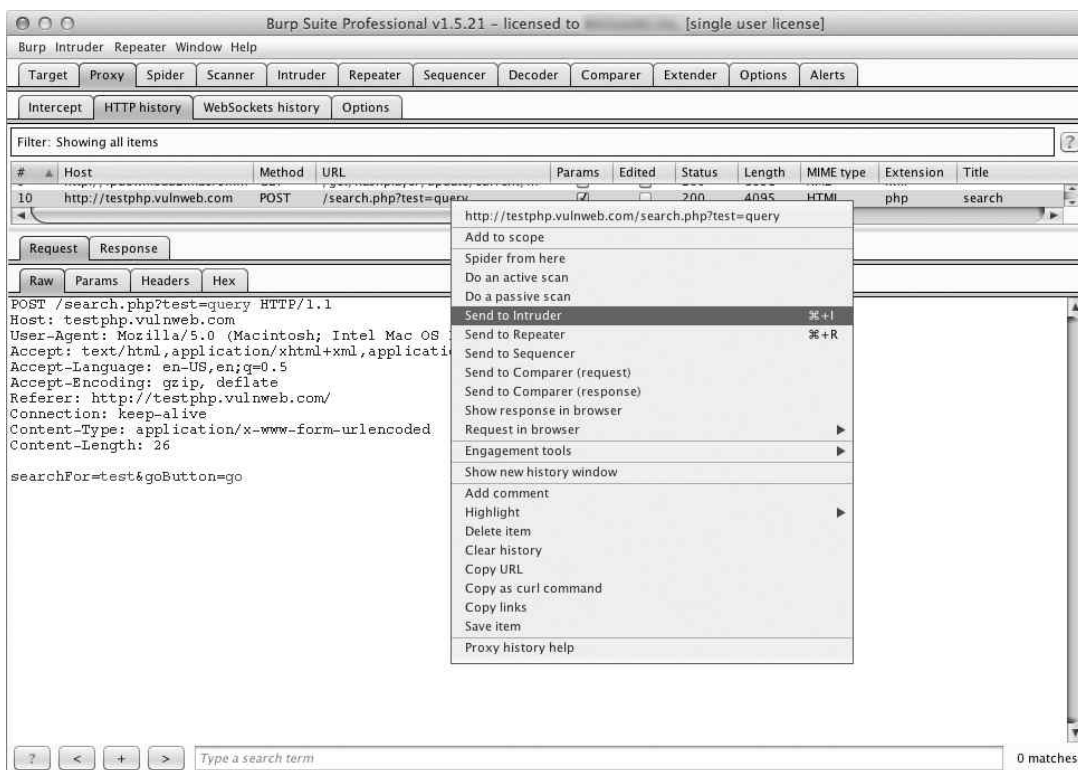 Burp Suite Professional v1.5.21 – licensed to [single user license]
Burp Intruder Repeater Window Help
Target Proxy Spider Scanner Intruder Repeater Sequencer Decoder Comparer Extender Options Alerts
Intercept HTTP history WebSockets history Options
Filter: Showing all items
?
# Host Method URL Params Edited Status Length MIME type Extension Title
10 http://testphp.vulnweb.com POST /search.php?test=query 200 4095 HTML php search
Request Response
Raw Params Headers Hex
POST /search.php?test=query HTTP/1.1
Host: testphp.vulnweb.com
User-Agent: Mozilla/5.0 (Macintosh; Intel Mac OS
Accept: text/html,application/xhtml+xml,applicati
Accept-Language: en-US,en;q=0.5
Accept-Encoding: gzip, deflate
Referer: http://testphp.vulnweb.com/
Connection: keep-alive
Content-Type: application/x-www-form-urlencoded
Content-Length: 26
searchFor=test&goButton=go
http://testphp.vulnweb.com/search.php?test=query
Add to scope
Spider from here
Do an active scan
Do a passive scan
Send to Intruder ⌘+I
Send to Repeater ⌘+R
Send to Sequencer
Send to Comparer (request)
Send to Comparer (response)
Show response in browser
Request in browser
Engagement tools
Show new history window
Add comment
Highlight
Delete item
Clear history
Copy URL
Copy as curl command
Copy links
Save item
Proxy history help
? < + > Type a search term 0 matches